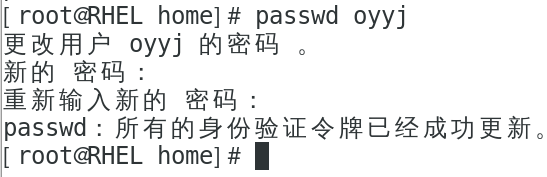 [root@RHEL home]# passwd oyyj
更改用户 oyyj 的密码 。
新的 密码：
重新输入新的 密码：
passwd：所有的身份验证令牌已经成功更新。
[root@RHEL home]#